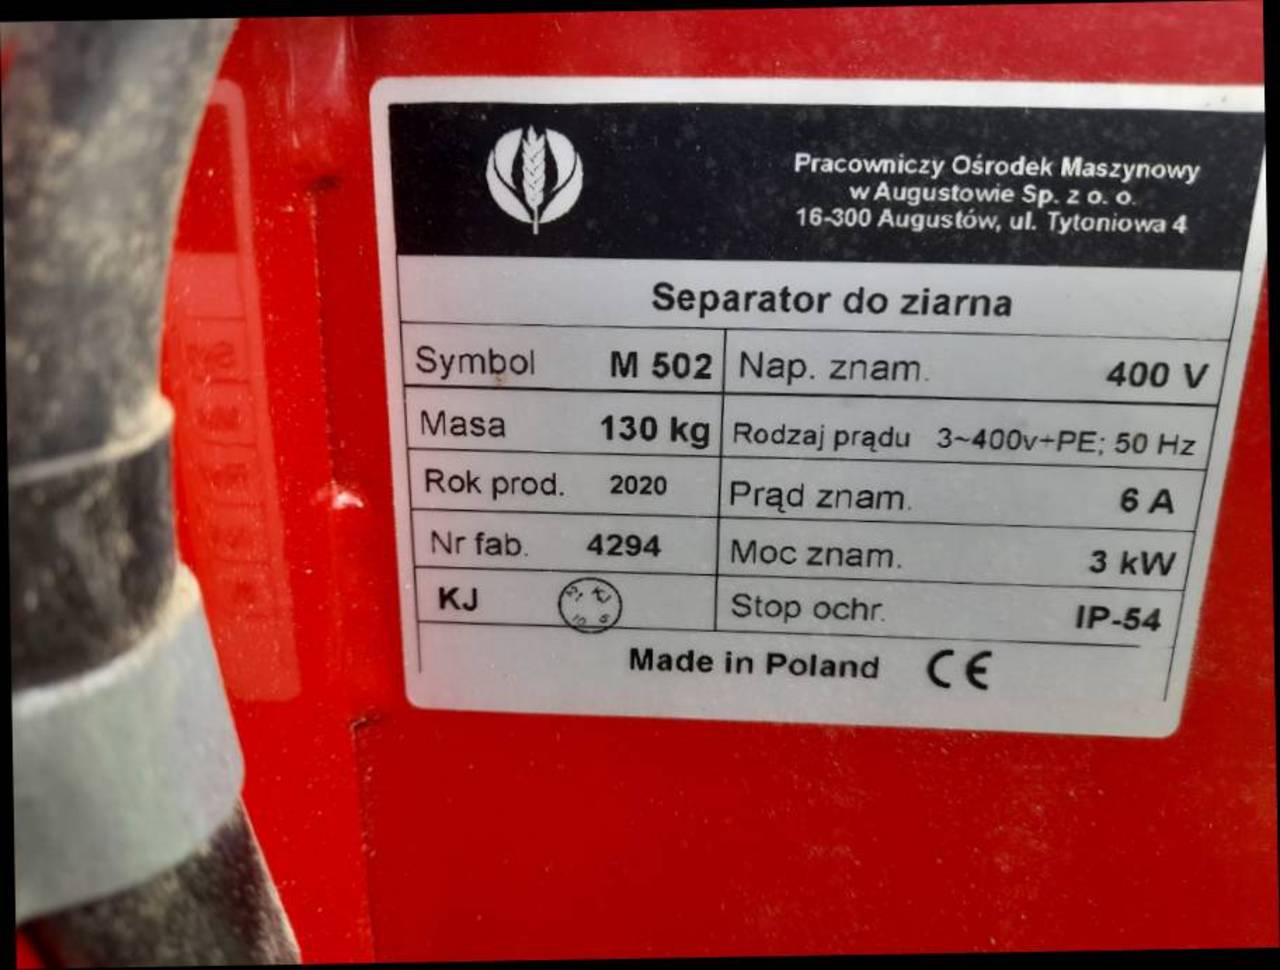 Pracowniczy Ośrodek Maszynowy
w Augustowie Sp. z o. o.
16-300 Augustów, ul. Tytoniowa 4
Separator do ziarna
Symbol M 502 Nap. znam. 400 V
Masa 130 kg Rodzaj prądu 3~400v+PE; 50 Hz
Rok prod. 2020 Prąd znam. 6 A
Nr fab. 4294 Moc znam. 3 kW
KJ Stop ochr. IP-54
Made in Poland CE